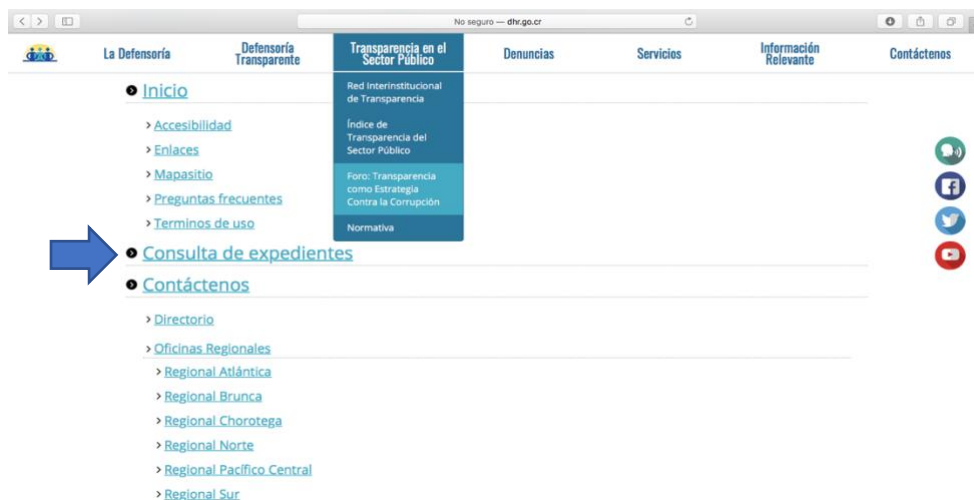 No seguro — dhr.go.cr
La Defensoría
Defensoría
Transparente
Transparencia en el
Sector Público
Denuncias
Servicios
Información
Relevante
Contáctenos
Red Interinstitucional
de Transparencia
Índice de
Transparencia del
Sector Público
Foro: Transparencia
como Estrategia
Contra la Corrupción
Normativa
Inicio
Accesibilidad
Enlaces
Mapasitio
Preguntas frecuentes
Terminos de uso
Consulta de expedientes
Contáctenos
Directorio
Oficinas Regionales
Regional Atlántica
Regional Brunca
Regional Chorotega
Regional Norte
Regional Pacífico Central
Regional Sur